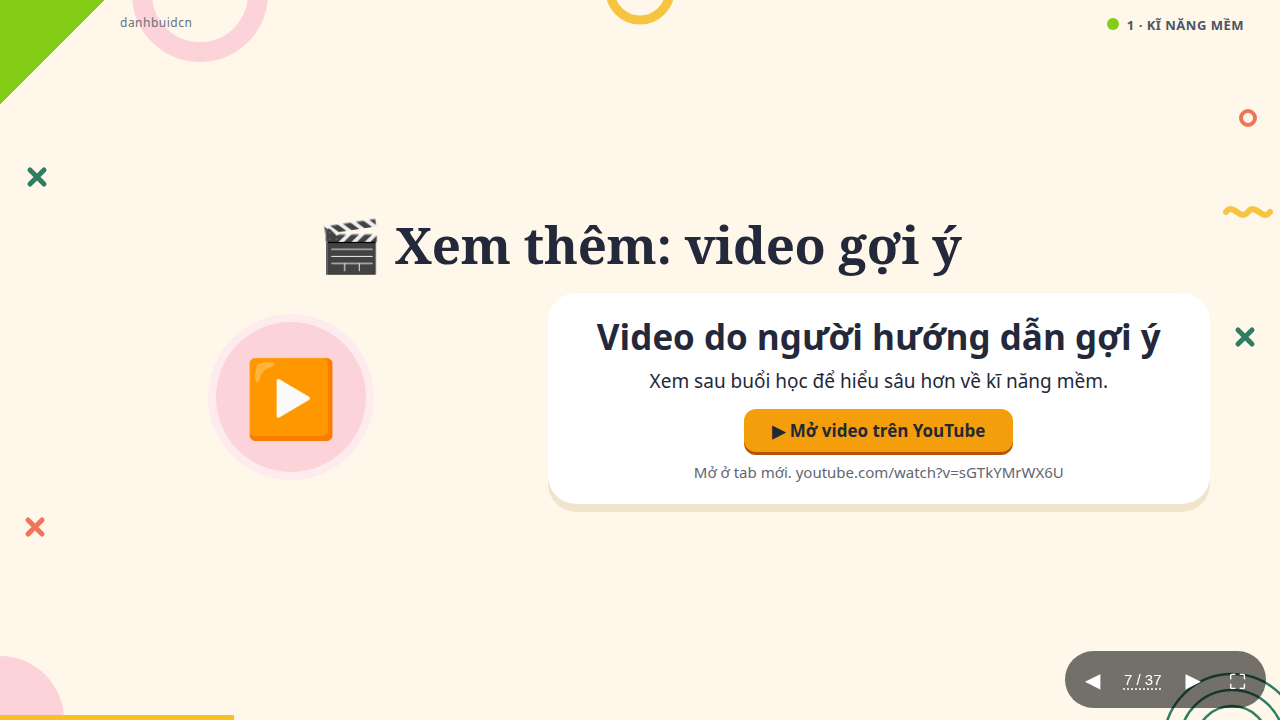 danhbuidcn
1 · KĨ NĂNG MỀM
Xem thêm: video gợi ý
Video do người hướng dẫn gợi ý
Xem sau buổi học để hiểu sâu hơn về kĩ năng mềm.
▶ Mở video trên YouTube
Mở ở tab mới. youtube.com/watch?v=sGTkYMrWX6U
7 / 37